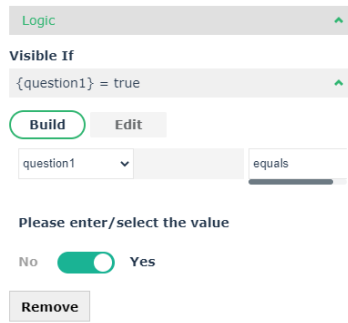 Logic
Visible If
{question1} = true
Build Edit
question1 equals
Please enter/select the value
No Yes
Remove